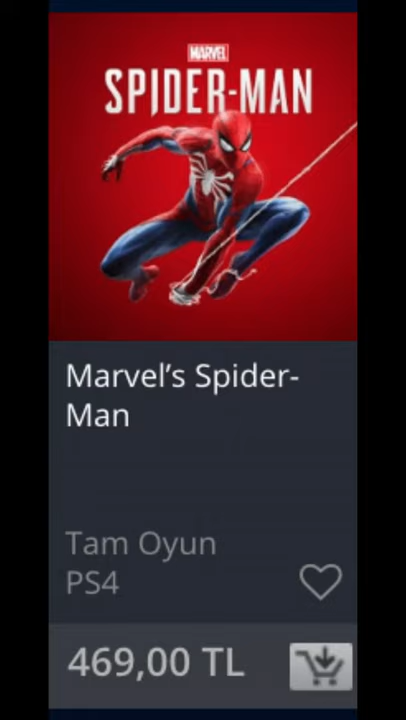 MARVEL
SPIDER-MAN
Marvel’s Spider-
Man
Tam Oyun
PS4
469,00 TL